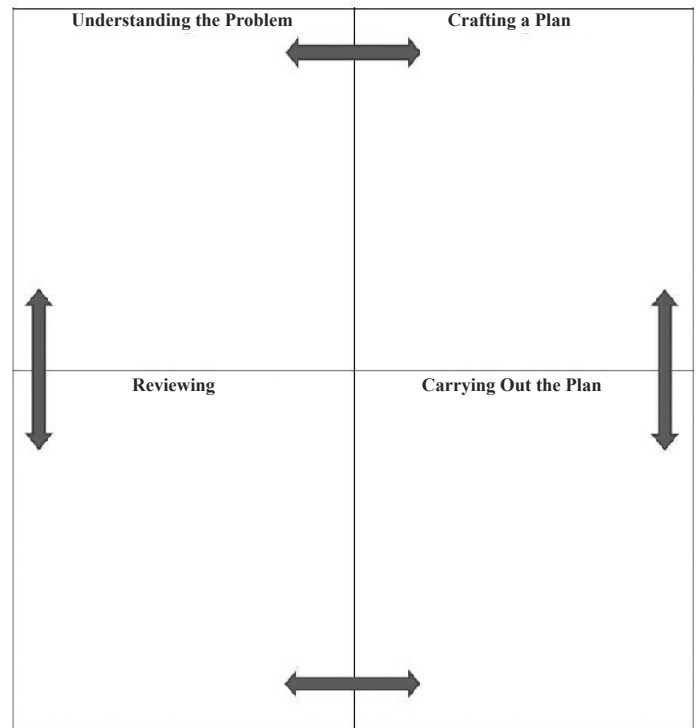 Understanding the Problem
Crafting a Plan
Reviewing
Carrying Out the Plan